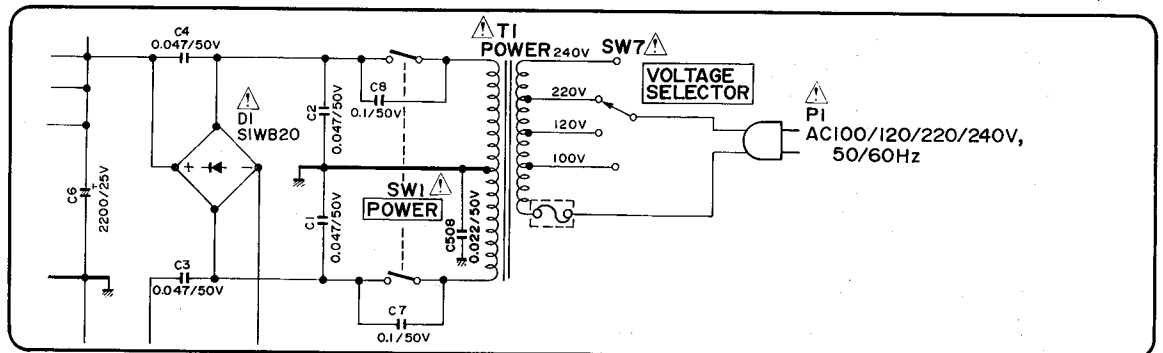 C4
0.047/50V
T1
POWER
240V
SW7
VOLTAGE
SELECTOR
C8
0.1/50V
220V
P1
D1
S1WB20
C2
0.047/50V
AC100/120/220/240V,
50/60Hz
120V
+ -
100V
C6
2200/25V
SW1
POWER
C1
0.047/50V
C508
0.022/50V
C3
0.047/50V
C7
0.1/50V